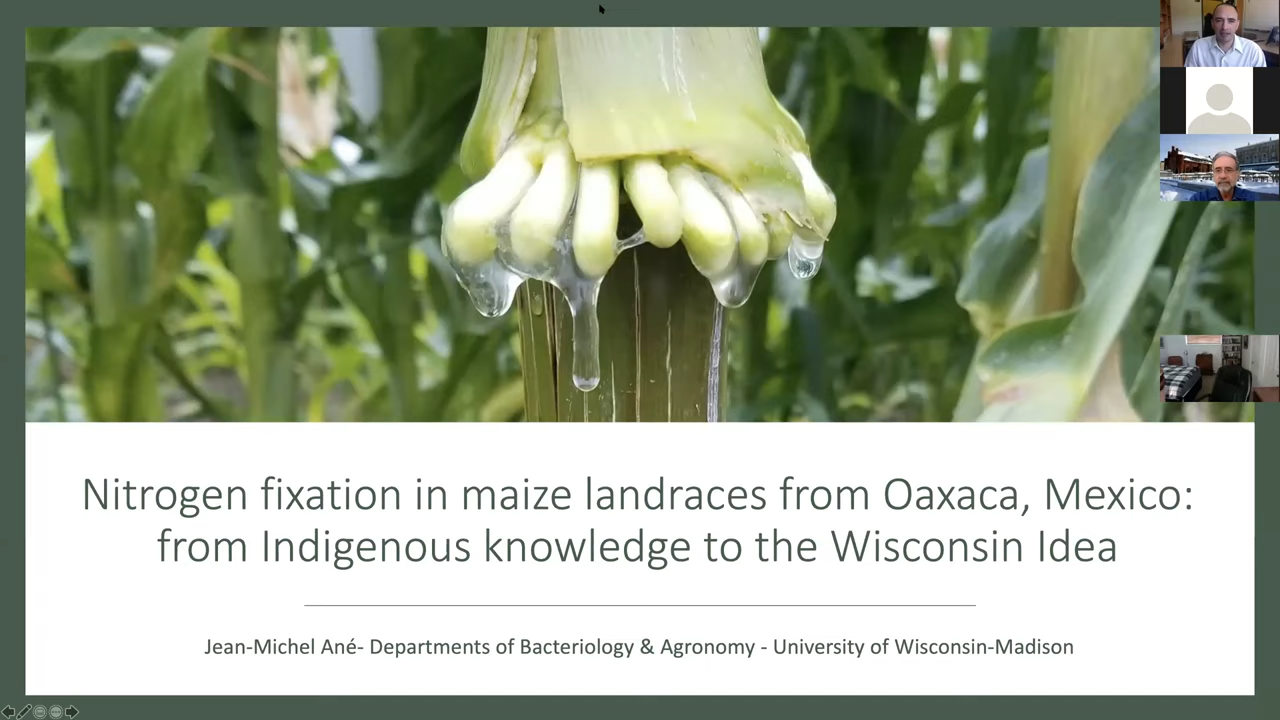 Nitrogen fixation in maize landraces from Oaxaca, Mexico:
from Indigenous knowledge to the Wisconsin Idea
Jean-Michel Ané- Departments of Bacteriology & Agronomy - University of Wisconsin-Madison